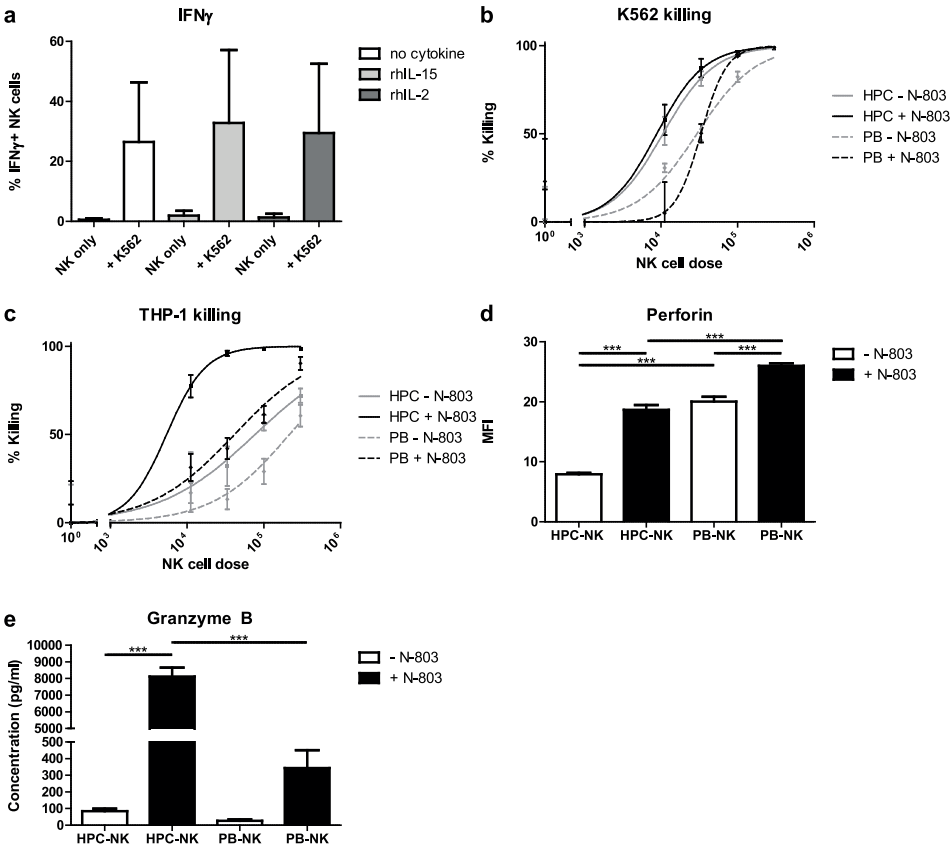 a
IFNγ
% IFNγ+ NK cells
60
40
20
0
NK only
+ K562
NK only
+ K562
NK only
+ K562
no cytokine
rhIL-15
rhIL-2
b
K562 killing
% Killing
100
50
0
10⁰
10³
10⁴
10⁵
10⁶
NK cell dose
HPC - N-803
HPC + N-803
PB - N-803
PB + N-803
c
THP-1 killing
% Killing
100
50
0
10⁰
10³
10⁴
10⁵
10⁶
NK cell dose
HPC - N-803
HPC + N-803
PB - N-803
PB + N-803
d
Perforin
MFI
30
20
10
0
***
***
***
***
HPC-NK
HPC-NK
PB-NK
PB-NK
- N-803
+ N-803
e
Granzyme B
Concentration (pg/ml)
10000
9000
8000
7000
6000
5000
500
400
300
200
100
0
***
***
HPC-NK
HPC-NK
PB-NK
PB-NK
- N-803
+ N-803